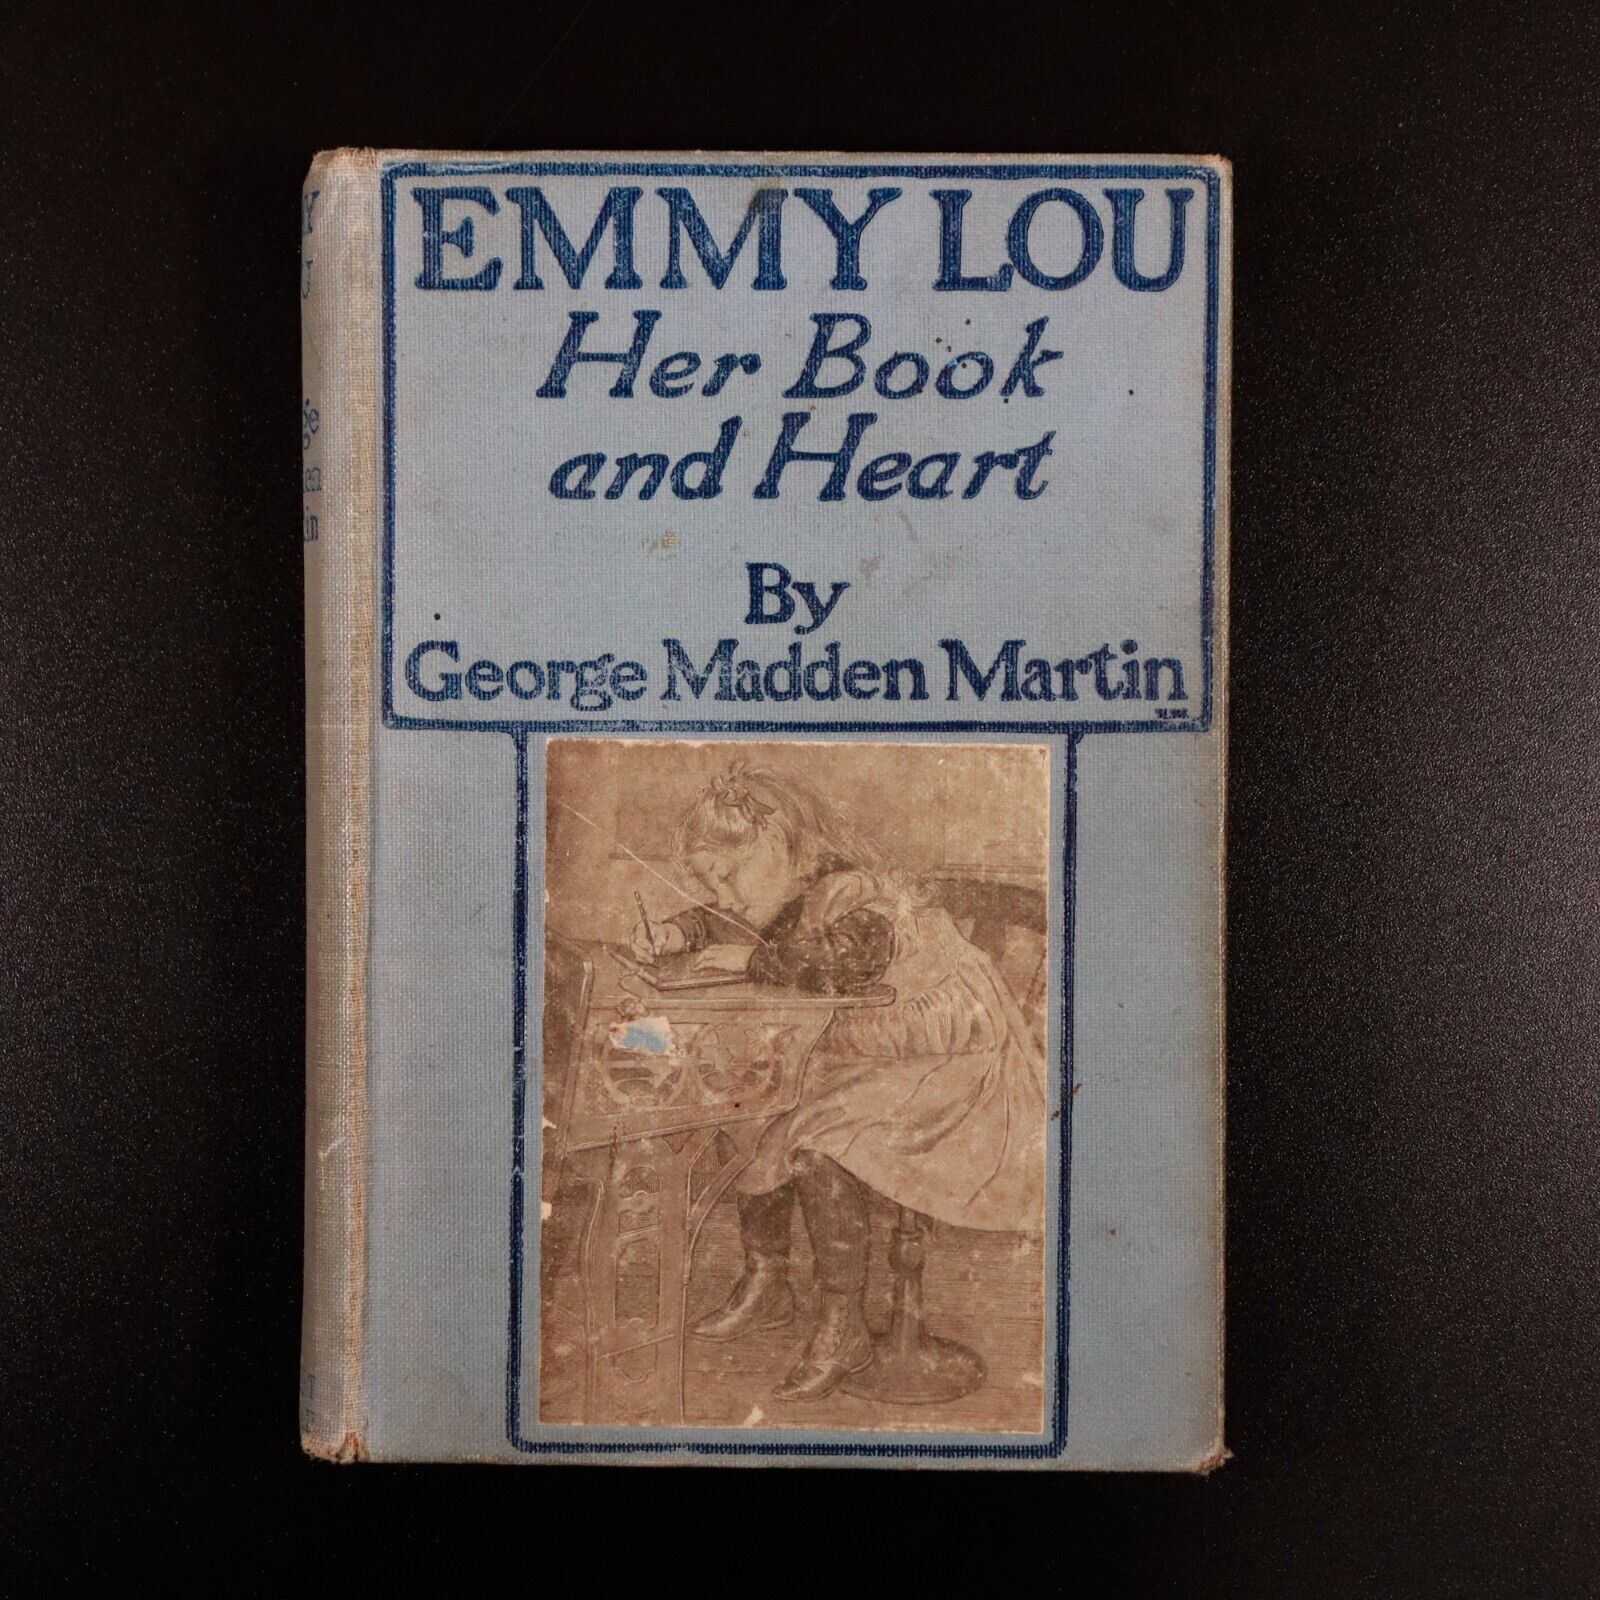 EMMY LOU
Her Book
and Heart
By
George Madden Martin